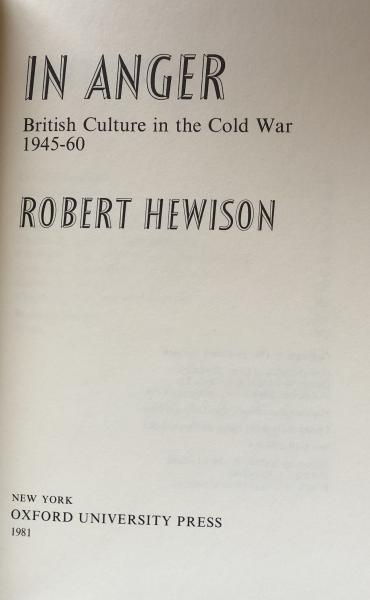 IN ANGER
British Culture in the Cold War
1945-60
ROBERT HEWISON
NEW YORK
OXFORD UNIVERSITY PRESS
1981